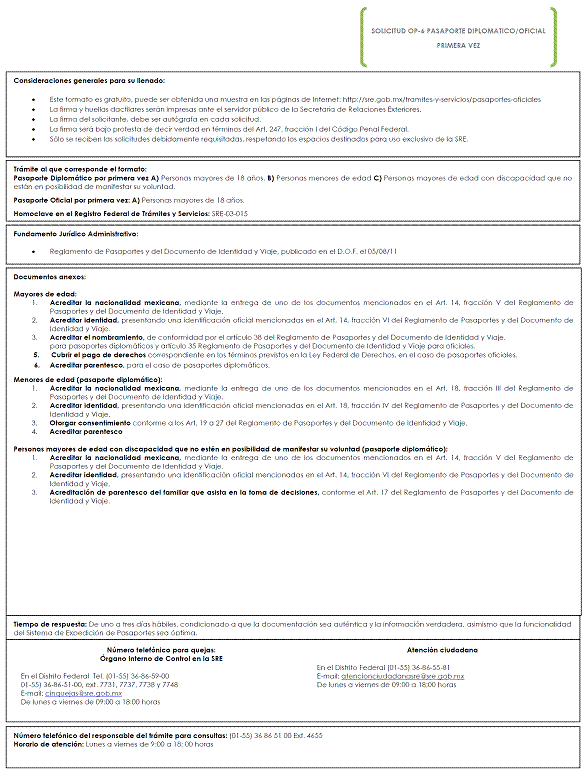 SOLICITUD OP-6 PASAPORTE DIPLOMATICO/OFICIAL
PRIMERA VEZ
Consideraciones generales para su llenado:
• Este formato es gratuito, puede ser obtenida una muestra en las páginas de Internet: http://sre.gob.mx/tramites-y-servicios/pasaportes-oficiales
• La firma y huellas dactilares serán impresas ante el servidor público de la Secretaría de Relaciones Exteriores.
• La firma del solicitante, debe ser autógrafa en cada solicitud.
• La firma será bajo protesta de decir verdad en términos del Art. 247, fracción I del Código Penal Federal.
• Sólo se reciben las solicitudes debidamente requisitadas, respetando los espacios destinados para uso exclusivo de la SRE.
Trámite al que corresponde el formato:
Pasaporte Diplomático por primera vez A) Personas mayores de 18 años. B) Personas menores de edad C) Personas mayores de edad con discapacidad que no
están en posibilidad de manifestar su voluntad.
Pasaporte Oficial por primera vez: A) Personas mayores de 18 años.
Homoclave en el Registro Federal de Trámites y Servicios: SRE-03-015
Fundamento Jurídico Administrativo:
• Reglamento de Pasaportes y del Documento de Identidad y Viaje, publicado en el D.O.F. el 05/08/11
Documentos anexos:
Mayores de edad:
1. Acreditar la nacionalidad mexicana, mediante la entrega de uno de los documentos mencionados en el Art. 14, fracción V del Reglamento de
Pasaportes y del Documento de Identidad y Viaje.
2. Acreditar identidad, presentando una identificación oficial mencionadas en el Art. 14, fracción VI del Reglamento de Pasaportes y del Documento de
Identidad y Viaje.
3. Acreditar el nombramiento, de conformidad por el artículo 38 del Reglamento de Pasaportes y del Documento de Identidad y Viaje.
para pasaportes diplomáticos y artículo 35 Reglamento de Pasaportes y del Documento de Identidad y Viaje para oficiales.
5. Cubrir el pago de derechos correspondiente en los términos previstos en la Ley Federal de Derechos, en el caso de pasaportes oficiales.
6. Acreditar parentesco, para el caso de pasaportes diplomáticos.
Menores de edad (pasaporte diplomático):
1. Acreditar la nacionalidad mexicana, mediante la entrega de uno de los documentos mencionados en el Art. 18, fracción III del Reglamento de
Pasaportes y del Documento de Identidad y Viaje.
2. Acreditar identidad, presentando una identificación oficial mencionadas en el Art. 18, fracción IV del Reglamento de Pasaportes y del Documento de
Identidad y Viaje.
3. Otorgar consentimiento conforme a los Art. 19 a 27 del Reglamento de Pasaportes y del Documento de Identidad y Viaje.
4. Acreditar parentesco
Personas mayores de edad con discapacidad que no estén en posibilidad de manifestar su voluntad (pasaporte diplomático):
1. Acreditar la nacionalidad mexicana, mediante la entrega de uno de los documentos mencionados en el Art. 14, fracción V del Reglamento de
Pasaportes y del Documento de Identidad y Viaje.
2. Acreditar identidad, presentando una identificación oficial mencionadas en el Art. 14, fracción VI del Reglamento de Pasaportes y del Documento de
Identidad y Viaje.
3. Acreditación de parentesco del familiar que asista en la toma de decisiones, conforme el Art. 17 del Reglamento de Pasaportes y del Documento de
Identidad y Viaje.
Tiempo de respuesta: De uno a tres días hábiles, condicionado a que la documentación sea auténtica y la información verdadera, asimismo que la funcionalidad
del Sistema de Expedición de Pasaportes sea óptima.
Número telefónico para quejas:
Órgano Interno de Control en la SRE
En el Distrito Federal Tel. (01-55) 36-86-59-00
01-55) 36-86-51-00, ext. 7731, 7737, 7738 y 7748
E-mail: cinquejas@sre.gob.mx
De lunes a viernes de 09:00 a 18:00 horas
Atención ciudadana
En el Distrito Federal (01-55) 36-86-55-81
E-mail: atencionciudadanasre@sre.gob.mx
De lunes a viernes de 09:00 a 18:00 horas
Número telefónico del responsable del trámite para consultas: (01-55) 36 86 51 00 Ext. 4655
Horario de atención: Lunes a viernes de 9:00 a 18: 00 horas